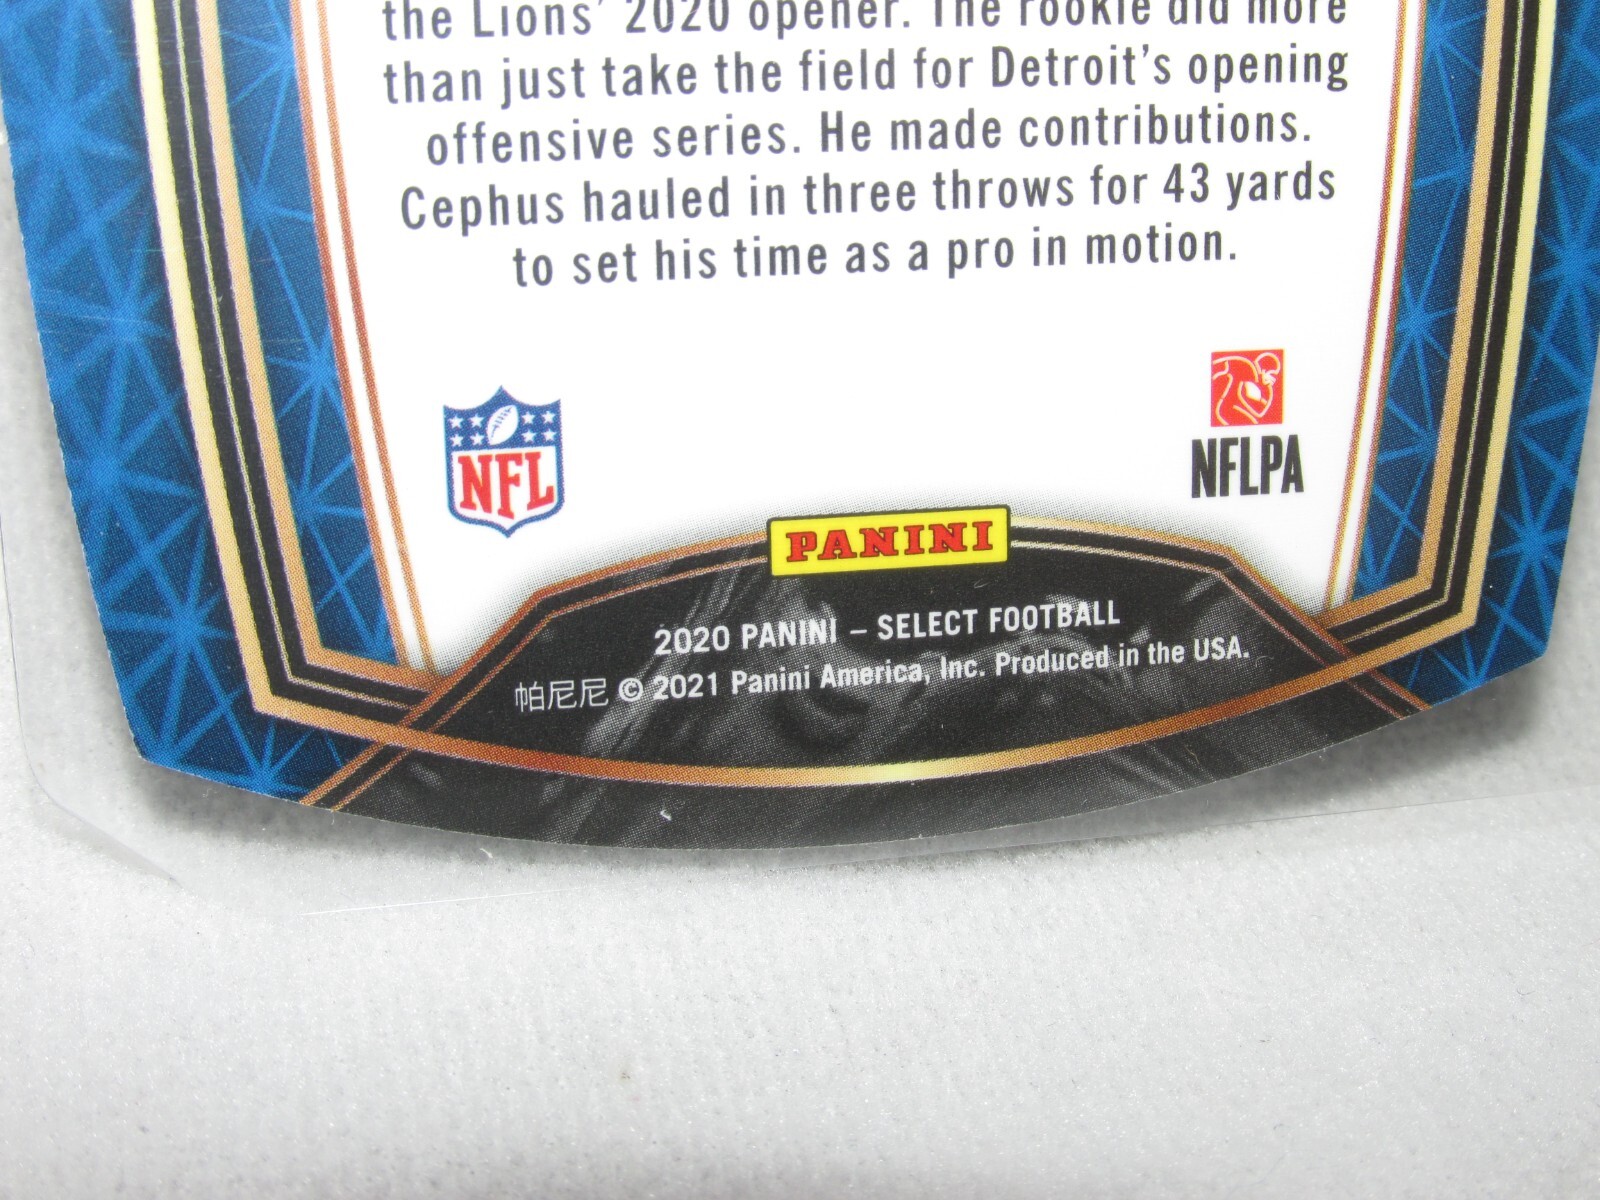 the Lions' 2020 opener. The rookie did more
than just take the field for Detroit's opening
offensive series. He made contributions.
Cephus hauled in three throws for 43 yards
to set his time as a pro in motion.
NFL
NFLPA
PANINI
2020 PANINI – SELECT FOOTBALL
帕尼尼 © 2021 Panini America, Inc. Produced in the USA.